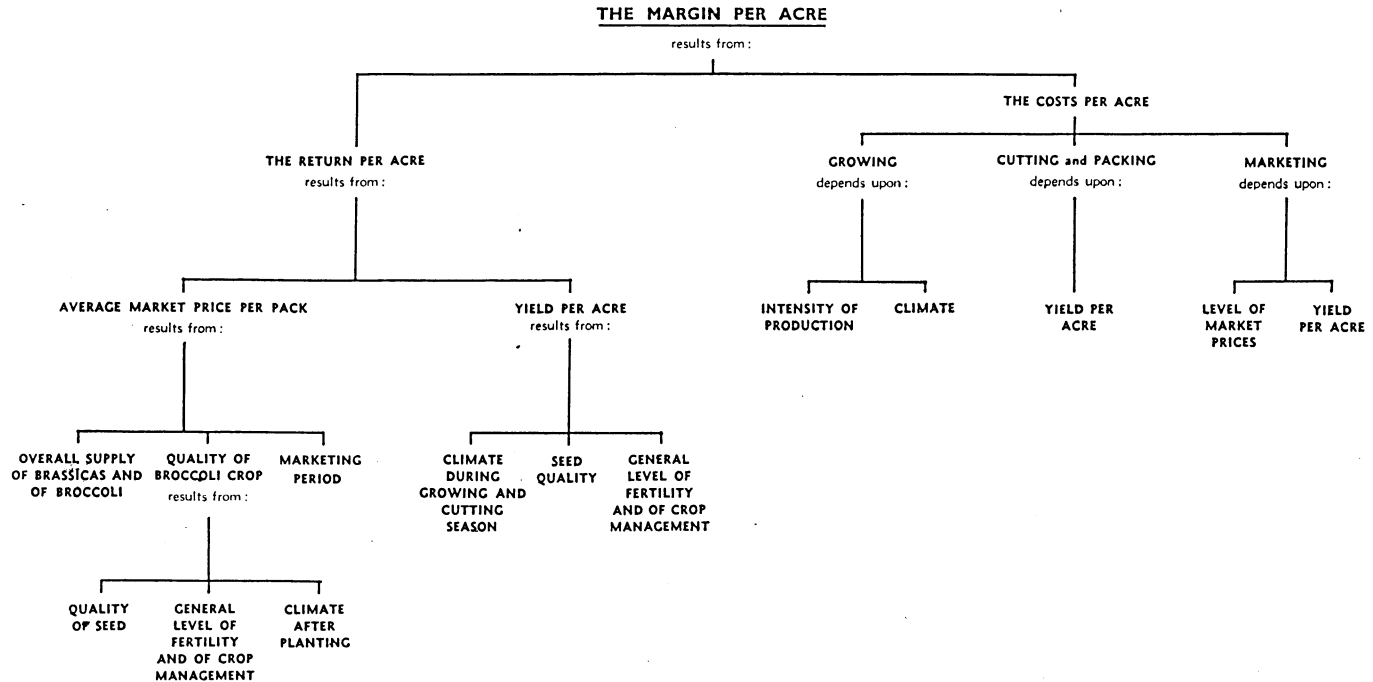 THE MARGIN PER ACRE
results from:
THE COSTS PER ACRE
THE RETURN PER ACRE
results from:
GROWING
depends upon:
CUTTING and PACKING
depends upon:
MARKETING
depends upon:
AVERAGE MARKET PRICE PER PACK
results from:
YIELD PER ACRE
results from:
INTENSITY OF
PRODUCTION
CLIMATE
YIELD PER
ACRE
LEVEL OF
MARKET
PRICES
YIELD
PER ACRE
OVERALL SUPPLY
OF BRASSICAS AND
OF BROCCOLI
QUALITY OF
BROCCOLI CROP
results from:
MARKETING
PERIOD
CLIMATE
DURING
GROWING AND
CUTTING
SEASON
SEED
QUALITY
GENERAL
LEVEL OF
FERTILITY
AND OF CROP
MANAGEMENT
QUALITY
OF SEED
GENERAL
LEVEL OF
FERTILITY
AND OF CROP
MANAGEMENT
CLIMATE
AFTER
PLANTING